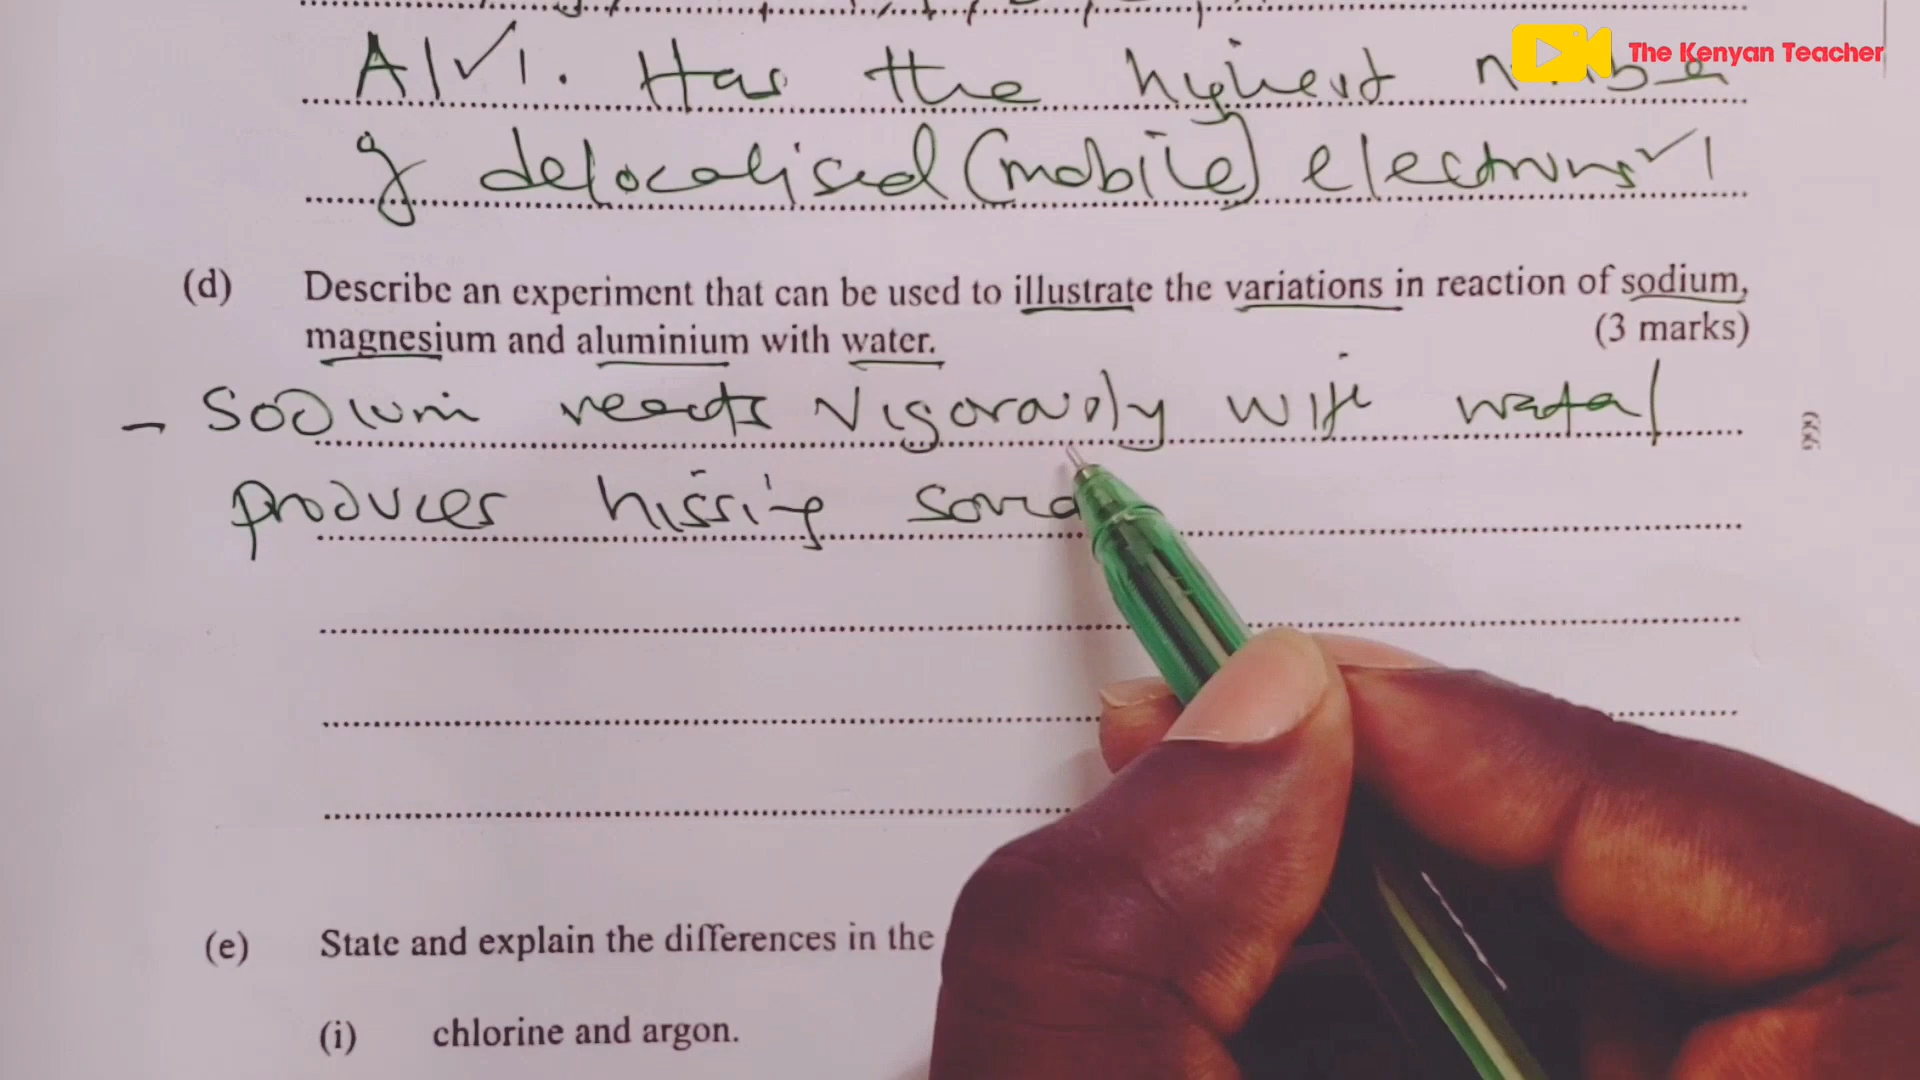 The Kenyan Teacher
Al ✓1. Has the highest
of delocalised (mobile) electrons ✓1
(d) Describe an experiment that can be used to illustrate the variations in reaction of sodium,
magnesium and aluminium with water. (3 marks)
- Sodium reacts vigorously with water/
produces hissing sound
666
(e) State and explain the differences in the
(i) chlorine and argon.